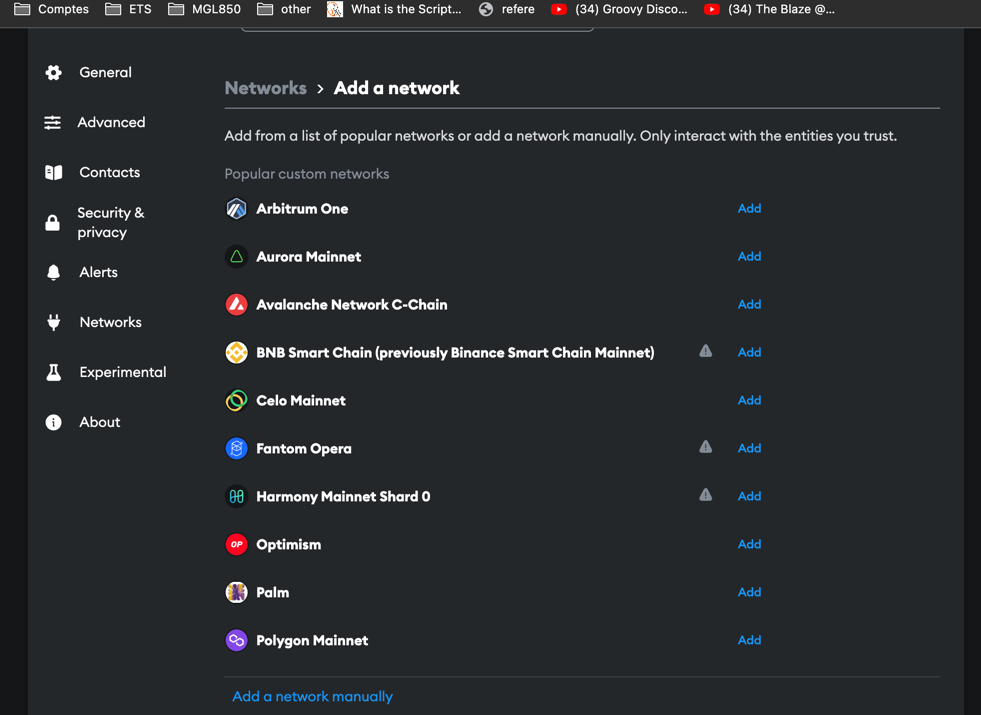 Comptes ETS MGL850 other What is the Script... refere (34) Groovy Disco... (34) The Blaze @...
General
Advanced
Contacts
Security &
privacy
Alerts
Networks
Experimental
About
Networks > Add a network
Add from a list of popular networks or add a network manually. Only interact with the entities you trust.
Popular custom networks
Arbitrum One Add
Aurora Mainnet Add
Avalanche Network C-Chain Add
BNB Smart Chain (previously Binance Smart Chain Mainnet) Add
Celo Mainnet Add
Fantom Opera Add
Harmony Mainnet Shard 0 Add
OP Optimism Add
Palm Add
Polygon Mainnet Add
Add a network manually